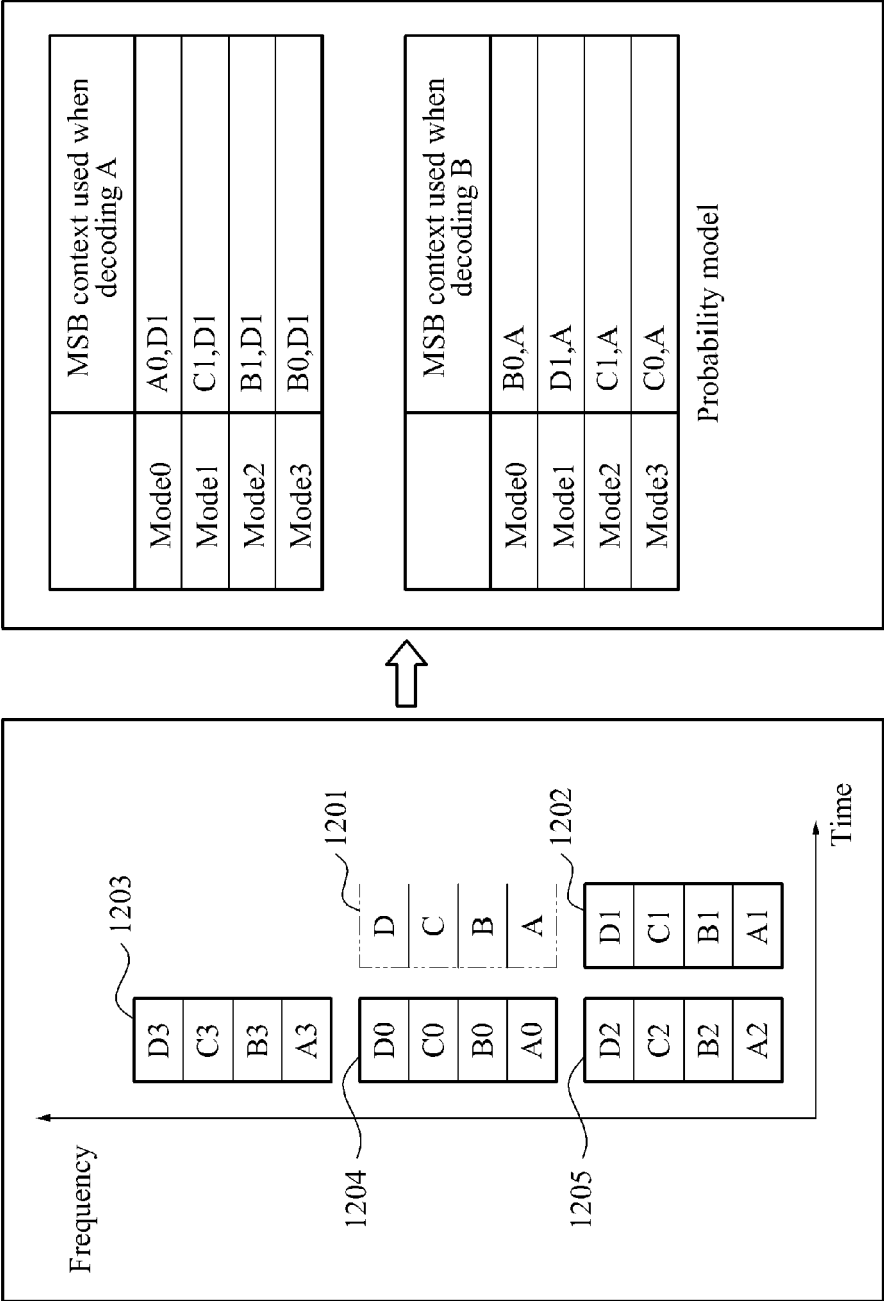 Frequency
1203
D3
C3
B3
A3
1204
D0
C0
B0
A0
1201
D
C
B
A
1205
D2
C2
B2
A2
1202
D1
C1
B1
A1
Time
MSB context used when
decoding A
Mode0 A0,D1
Mode1 C1,D1
Mode2 B1,D1
Mode3 B0,D1
MSB context used when
decoding B
Mode0 B0,A
Mode1 D1,A
Mode2 C1,A
Mode3 C0,A
Probability model